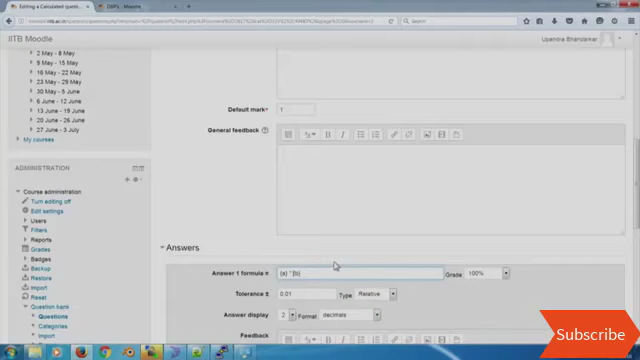 Editing a Calculated questi...
IITB Moodle
Upendra Bhandarkar
2 May - 8 May
9 May - 15 May
16 May - 22 May
23 May - 29 May
30 May - 5 June
6 June - 12 June
13 June - 19 June
20 June - 26 June
27 June - 3 July
My courses
ADMINISTRATION
Course administration
Turn editing off
Edit settings
Users
Filters
Reports
Grades
Badges
Backup
Restore
Import
Reset
Question bank
Questions
Categories
Import
Default mark* 1
General feedback
Answers
Answer 1 formula = Grade 100%
Tolerance ± 0.01 Type Relative
Answer display 2 Format decimals
Feedback
Subscribe